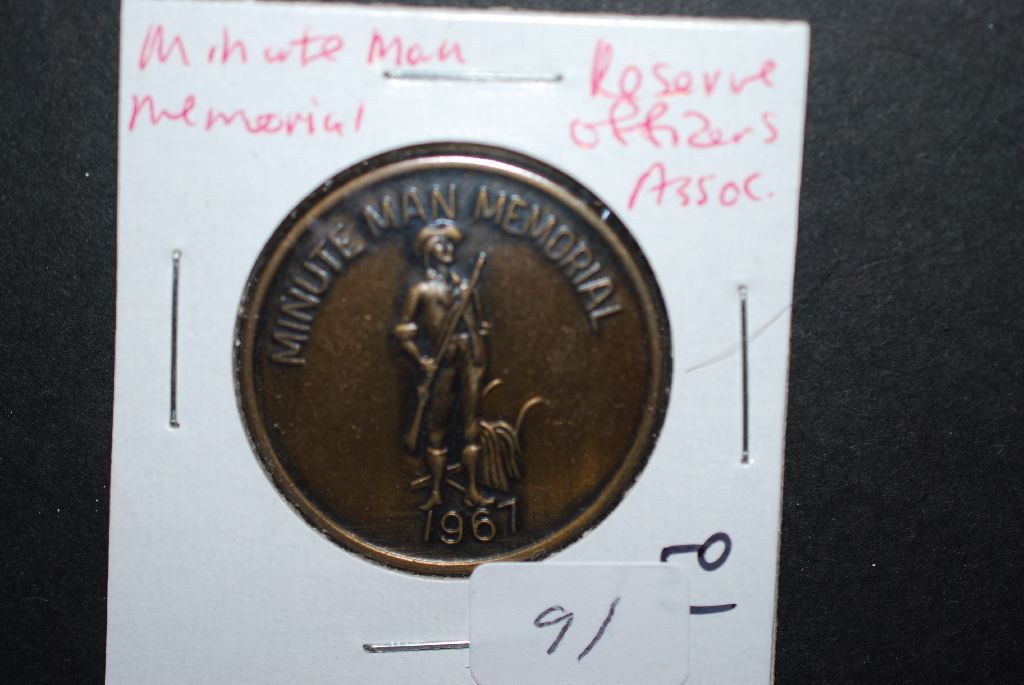 Minute Man
Memorial
Reserve
Officers
Assoc.
MINUTE MAN MEMORIAL
1967
91